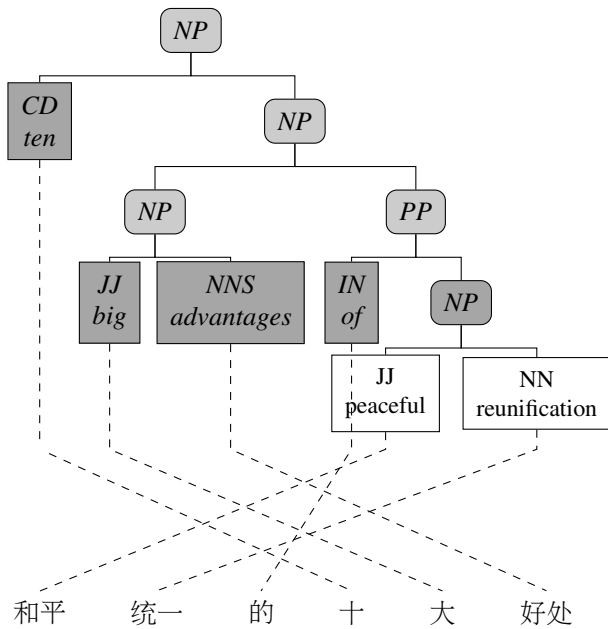 NP
CD
ten
NP
NP
PP
JJ
big
NNS
advantages
IN
of
NP
JJ
peaceful
NN
reunification
和平 统一 的 十 大 好处